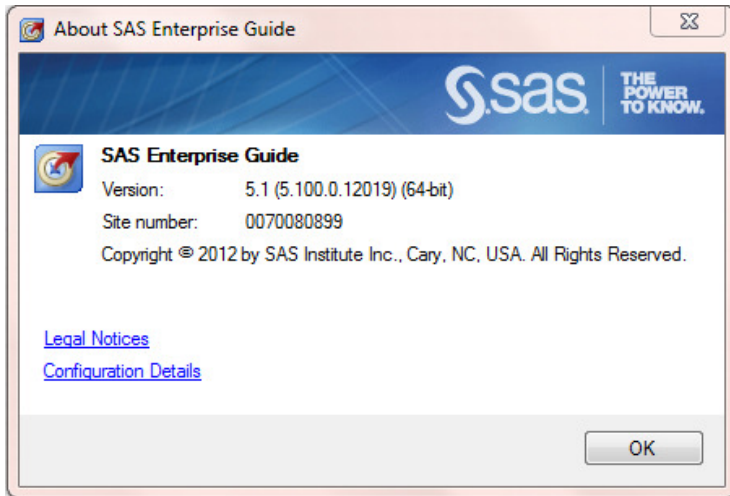 About SAS Enterprise Guide
sas THE POWER TO KNOW.
SAS Enterprise Guide
Version: 5.1 (5.100.0.12019) (64-bit)
Site number: 0070080899
Copyright © 2012 by SAS Institute Inc., Cary, NC, USA. All Rights Reserved.
Legal Notices
Configuration Details
OK